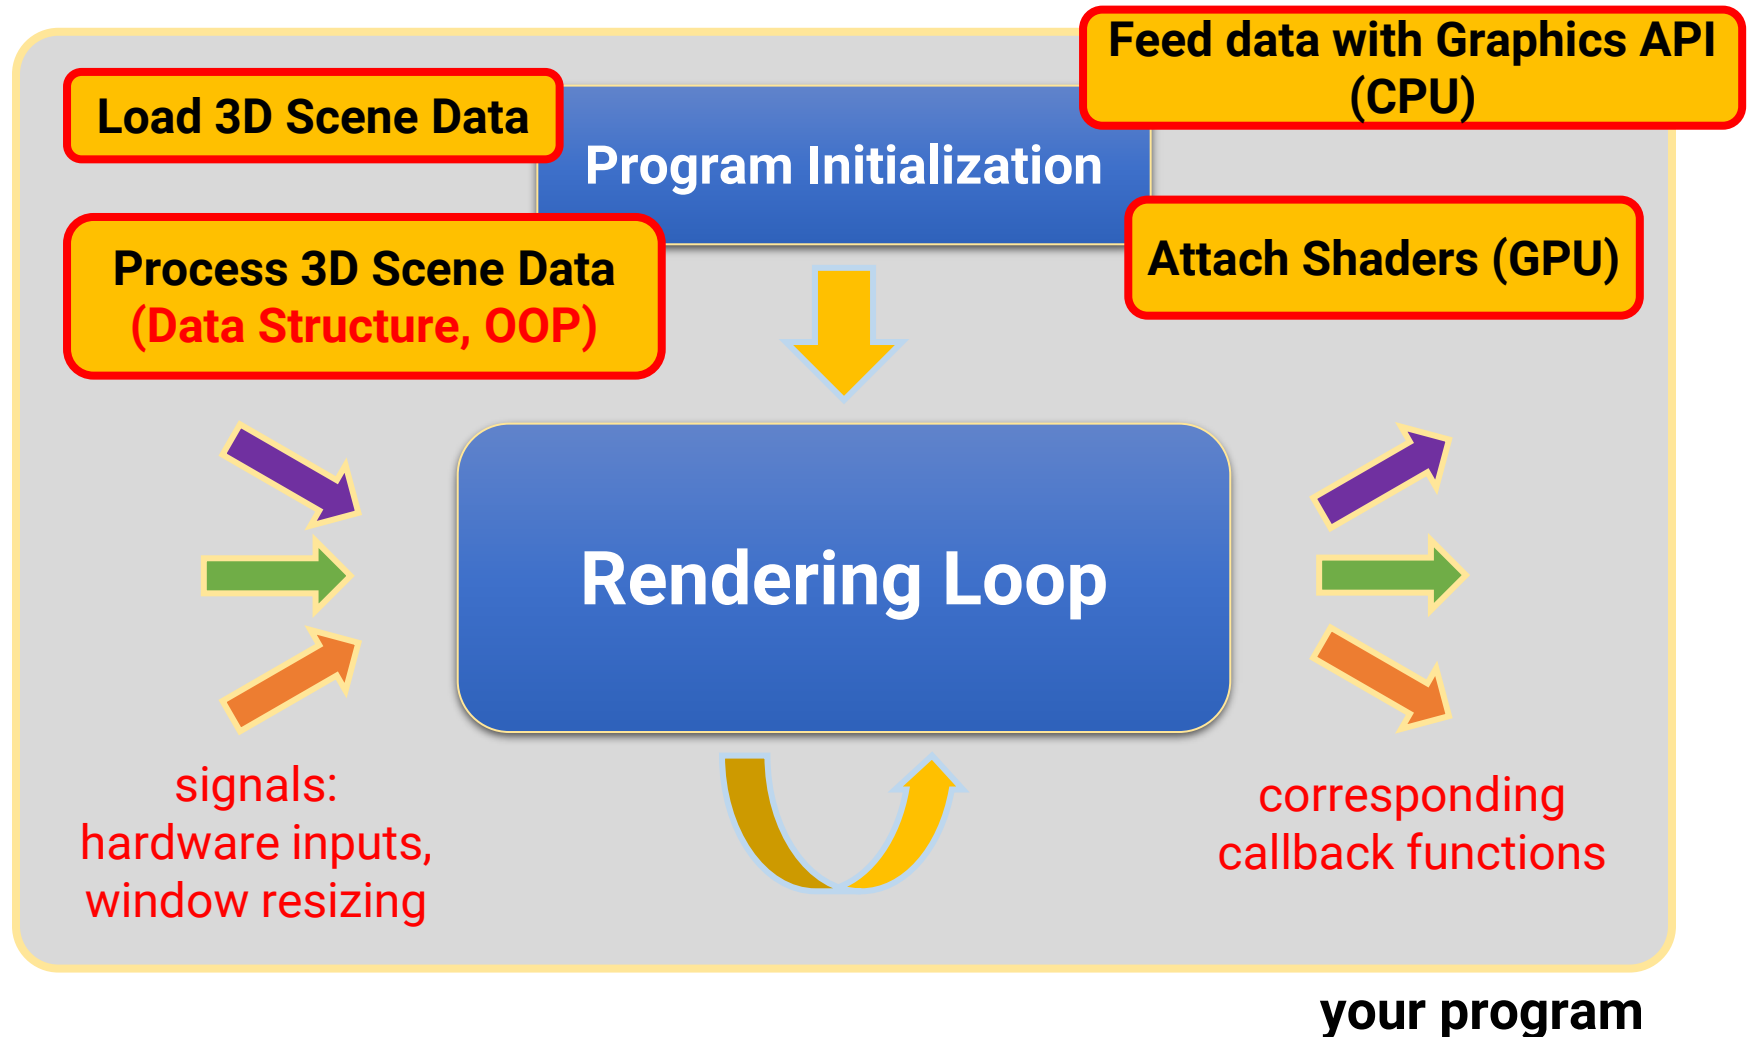 Feed data with Graphics API
(CPU)
Load 3D Scene Data
Program Initialization
Process 3D Scene Data
(Data Structure, OOP)
Attach Shaders (GPU)
Rendering Loop
signals:
hardware inputs,
window resizing
corresponding
callback functions
your program